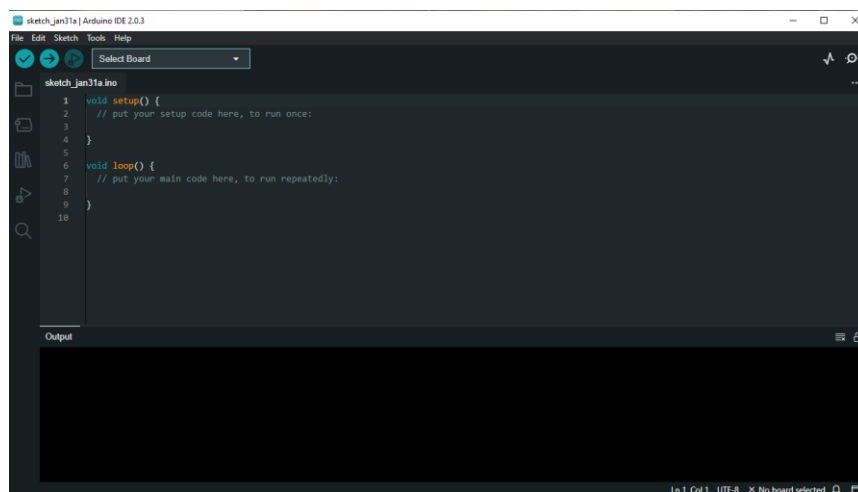 sketch_jan31a | Arduino IDE 2.0.3
File Edit Sketch Tools Help
Select Board
sketch_jan31a.ino
1 void setup() {
2 // put your setup code here, to run once:
3
4 }
5
6 void loop() {
7 // put your main code here, to run repeatedly:
8
9 }
10
Output
Ln 1, Col 1 UTF-8 × No board selected